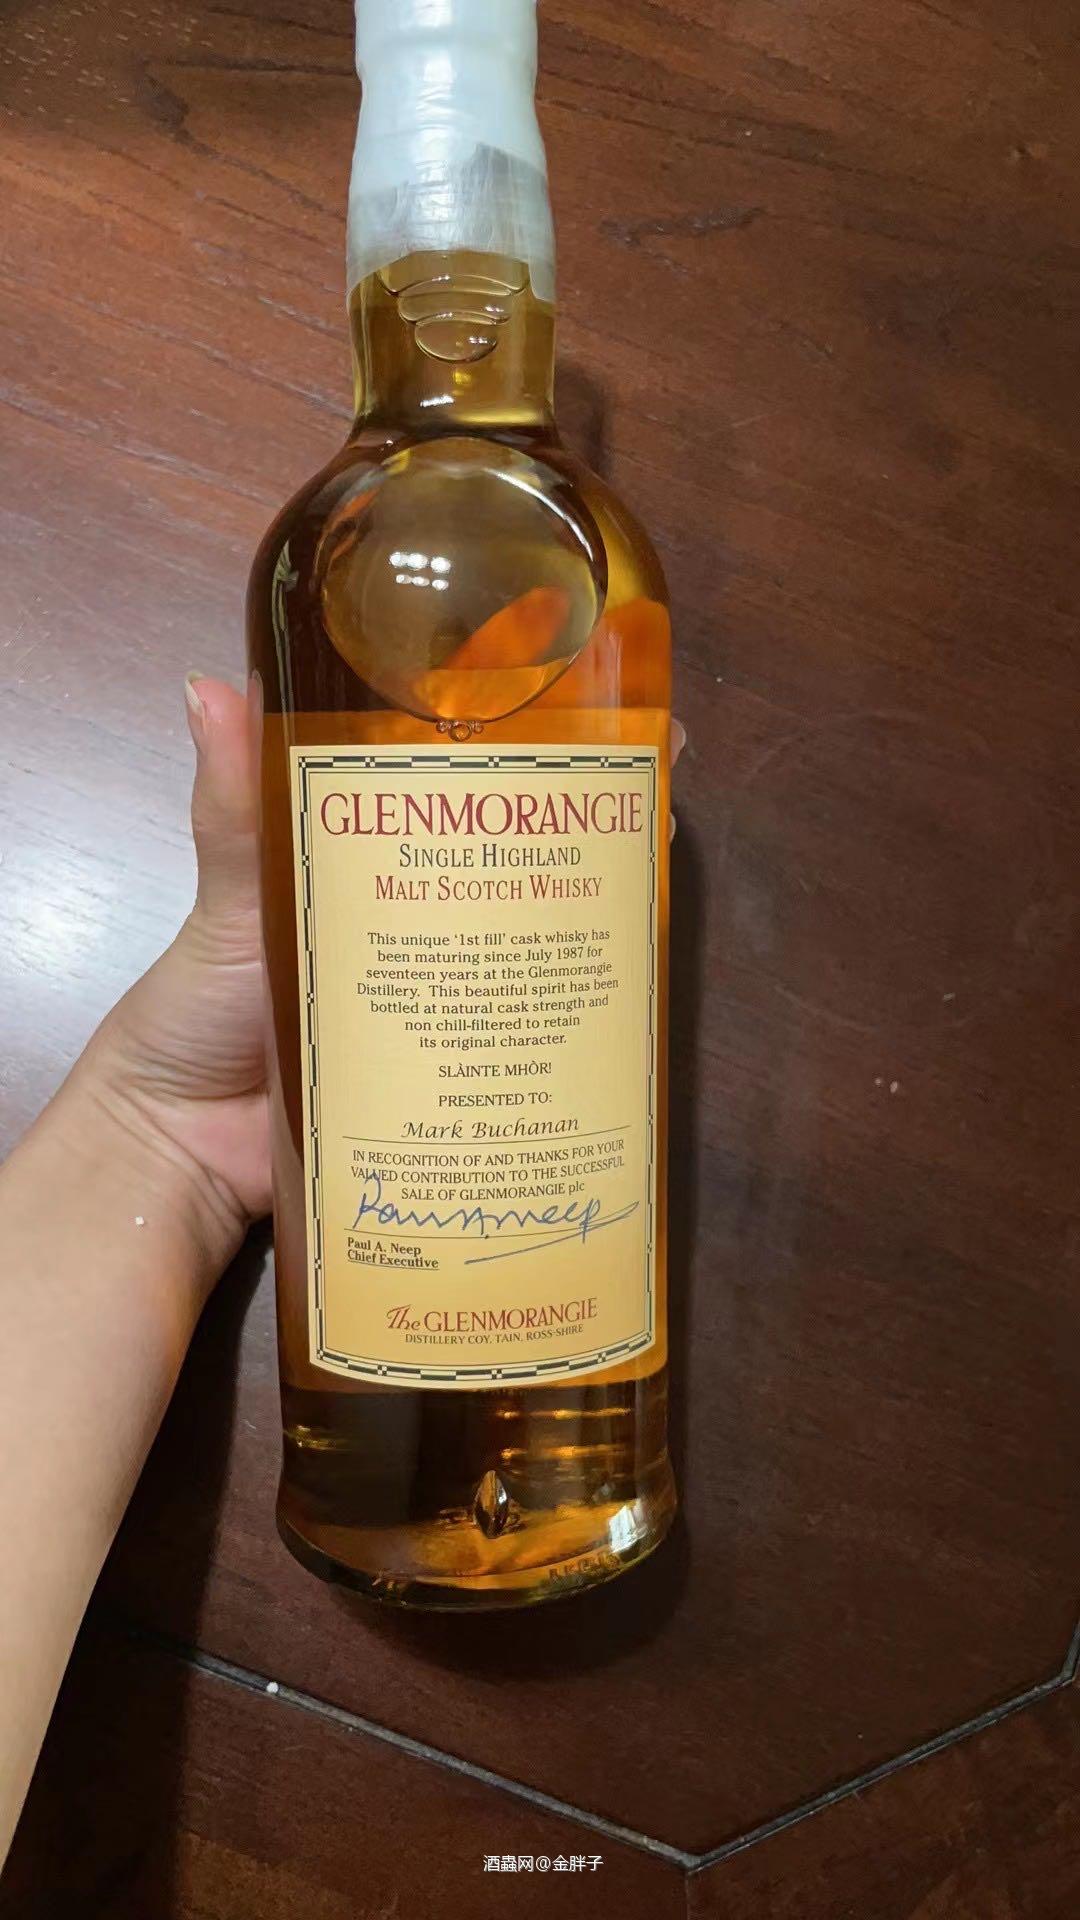 GLENMORANGIE
SINGLE HIGHLAND
MALT SCOTCH WHISKY
This unique ‘1st fill’ cask whisky has
been maturing since July 1987 for
seventeen years at the Glenmorangie
Distillery. This beautiful spirit has been
bottled at natural cask strength and
non chill-filtered to retain
its original character.
SLÀINTE MHÒR!
PRESENTED TO:
Mark Buchanan
IN RECOGNITION OF AND THANKS FOR YOUR
VALUED CONTRIBUTION TO THE SUCCESSFUL
SALE OF GLENMORANGIE plc
Paul A. Neep
Paul A. Neep
Chief Executive
The GLENMORANGIE
DISTILLERY COY, TAIN, ROSS-SHIRE
酒蟲网@金胖子